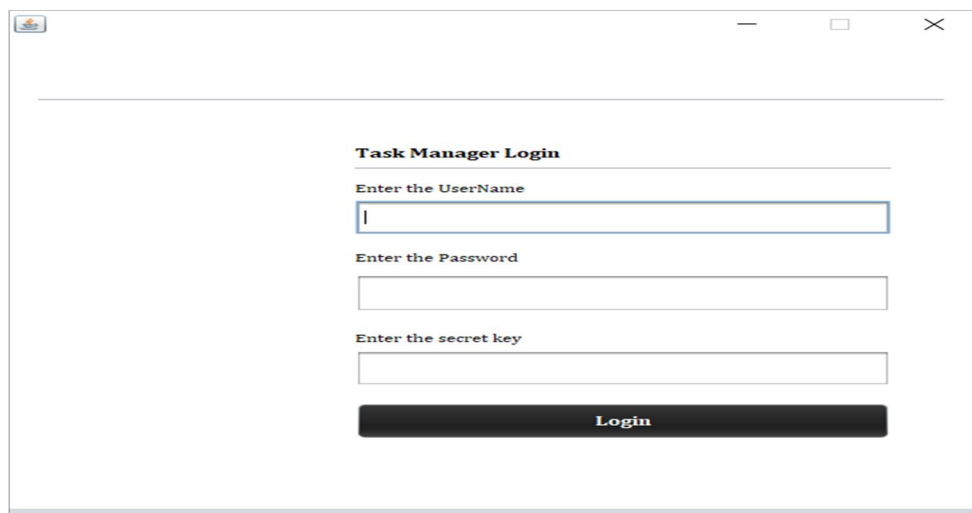 Task Manager Login
Enter the UserName
Enter the Password
Enter the secret key
Login